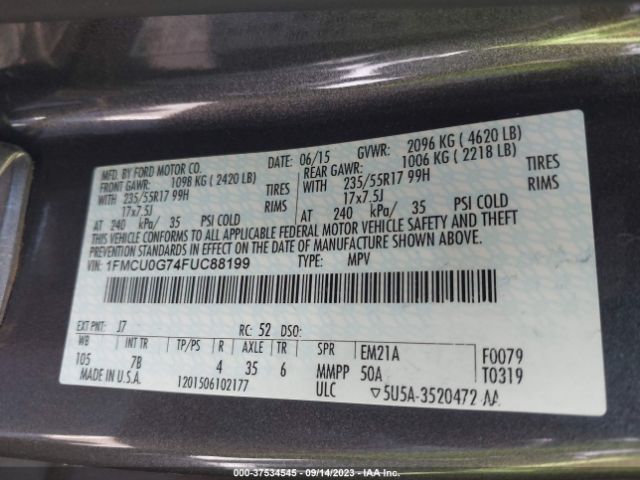 MFD. BY FORD MOTOR CO.
DATE: 06/15 GVWR: 2096 KG ( 4620 LB)
FRONT GAWR: 1098 KG ( 2420 LB) REAR GAWR: 1006 KG ( 2218 LB)
WITH 235/55R17 99H TIRES WITH 235/55R17 99H TIRES
17x7.5J RIMS 17x7.5J RIMS
AT 240 kPa/ 35 PSI COLD AT 240 kPa/ 35 PSI COLD
THIS VEHICLE CONFORMS TO ALL APPLICABLE FEDERAL MOTOR VEHICLE SAFETY AND THEFT
PREVENTION STANDARDS IN EFFECT ON THE DATE OF MANUFACTURE SHOWN ABOVE.
VIN: 1FMCU0G74FUC88199 TYPE: MPV
EXT PNT: J7 RC: 52 DSO:
WB INT TR TP/PS R AXLE TR SPR EM21A F0079
105 7B 4 35 6 MMPP 50A T0319
MADE IN U.S.A. 1201506102177 ULC ▽5U5A-3520472 AA
000-37534545 - 09/14/2023 - IAA Inc.